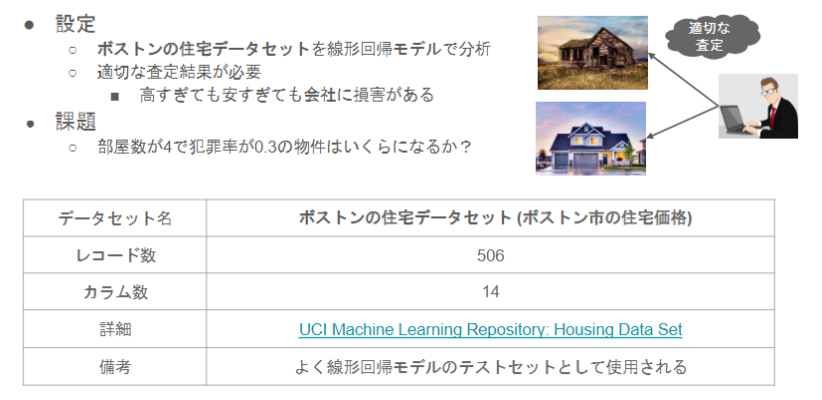 ● 設定
○ ボストンの住宅データセットを線形回帰モデルで分析
○ 適切な査定結果が必要
■ 高すぎても安すぎても会社に損害がある
● 課題
○ 部屋数が4で犯罪率が0.3の物件はいくらになるか？
適切な
査定
データセット名 ボストンの住宅データセット (ボストン市の住宅価格)
レコード数 506
カラム数 14
詳細 UCI Machine Learning Repository: Housing Data Set
備考 よく線形回帰モデルのテストセットとして使用される